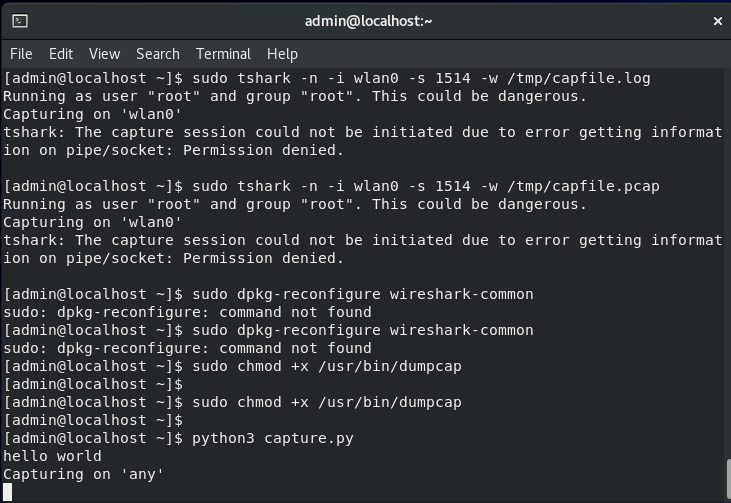 admin@localhost:~
File Edit View Search Terminal Help
[admin@localhost ~]$ sudo tshark -n -i wlan0 -s 1514 -w /tmp/capfile.log
Running as user "root" and group "root". This could be dangerous.
Capturing on 'wlan0'
tshark: The capture session could not be initiated due to error getting informat
ion on pipe/socket: Permission denied.
[admin@localhost ~]$ sudo tshark -n -i wlan0 -s 1514 -w /tmp/capfile.pcap
Running as user "root" and group "root". This could be dangerous.
Capturing on 'wlan0'
tshark: The capture session could not be initiated due to error getting informat
ion on pipe/socket: Permission denied.
[admin@localhost ~]$ sudo dpkg-reconfigure wireshark-common
sudo: dpkg-reconfigure: command not found
[admin@localhost ~]$ sudo dpkg-reconfigure wireshark-common
sudo: dpkg-reconfigure: command not found
[admin@localhost ~]$ sudo chmod +x /usr/bin/dumpcap
[admin@localhost ~]$
[admin@localhost ~]$ sudo chmod +x /usr/bin/dumpcap
[admin@localhost ~]$
[admin@localhost ~]$ python3 capture.py
hello world
Capturing on 'any'